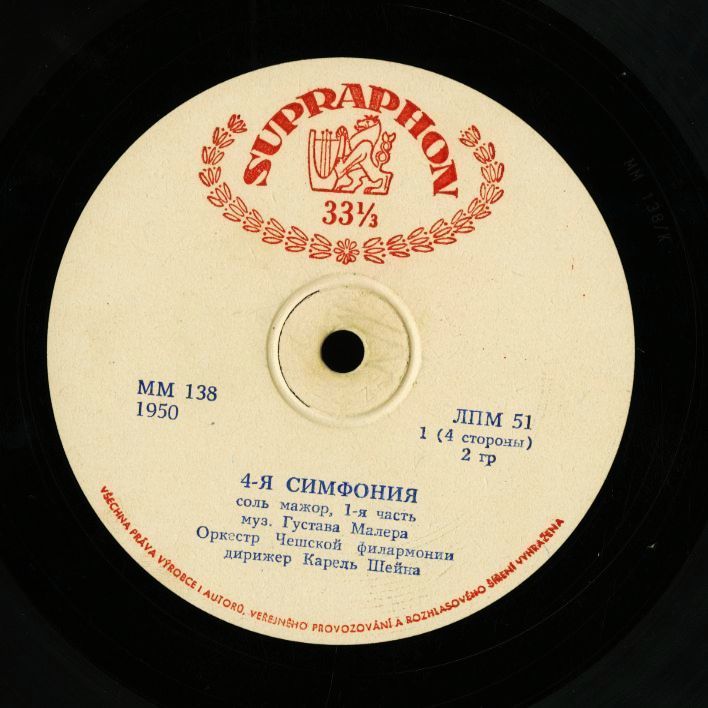 SUPRAPHON
33⅓
ММ 138
1950
ЛПМ 51
1 (4 стороны)
2 гр
4-Я СИМФОНИЯ
соль мажор, 1-я часть
муз. Густава Малера
Оркестр Чешской филармонии
дирижер Карель Шейна
VŠECHNA PRÁVA VÝROBCE I AUTORŮ, VEŘEJNÉHO PROVOZOVÁNÍ A ROZHLASOVÉHO ŠÍŘENÍ VYHRAŽENA
MM 138/K